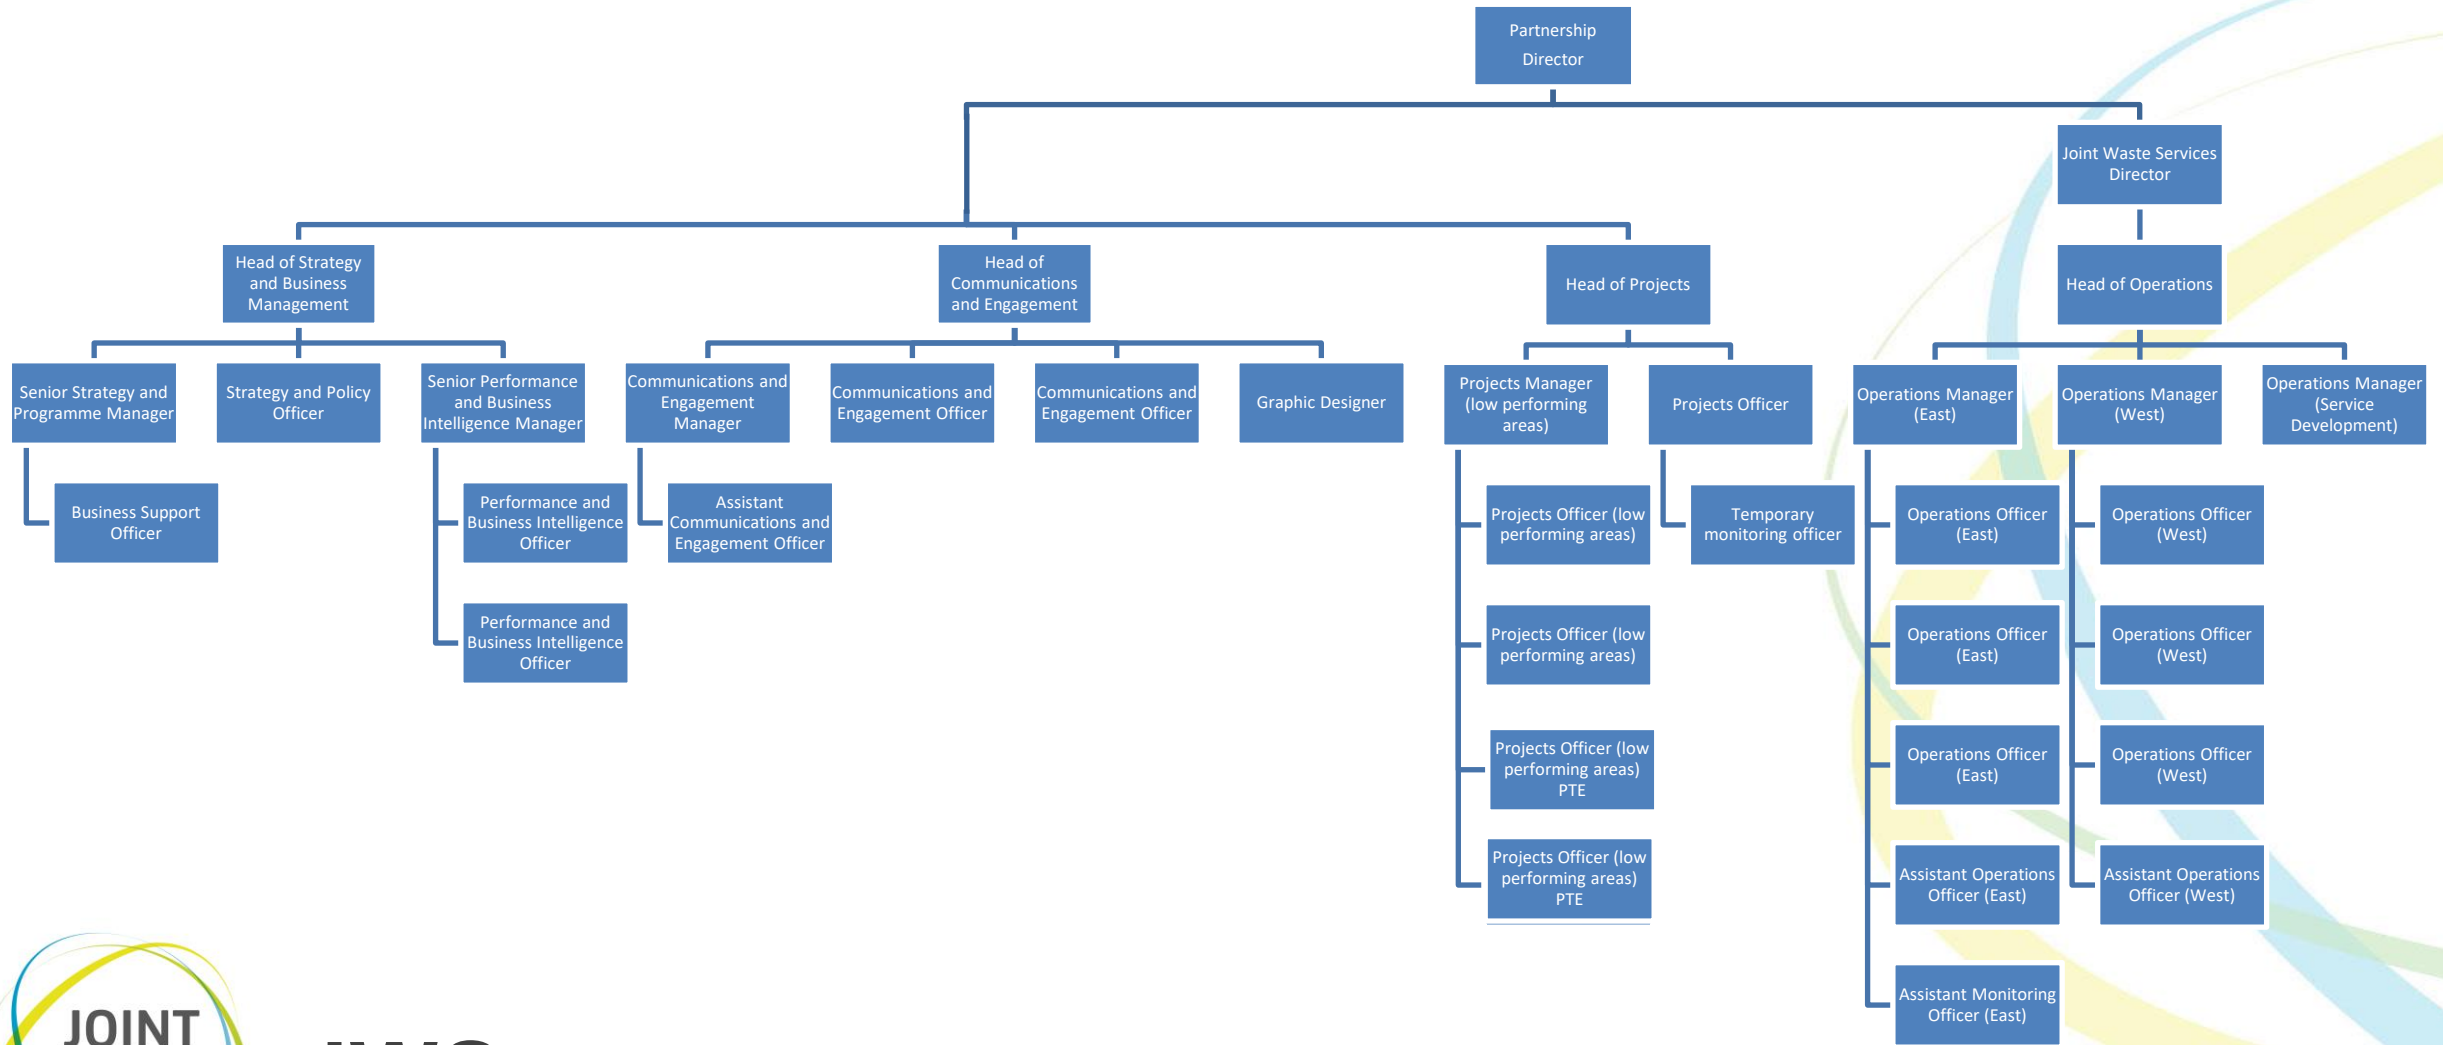 Partnership
Director
Joint Waste Services
Director
Head of Strategy
and Business
Management
Head of
Communications
and Engagement
Head of Projects
Head of Operations
Senior Strategy and
Programme Manager
Strategy and Policy
Officer
Senior Performance
and Business
Intelligence Manager
Communications and
Engagement
Manager
Communications and
Engagement Officer
Communications and
Engagement Officer
Graphic Designer
Projects Manager
(low performing
areas)
Projects Officer
Operations Manager
(East)
Operations Manager
(West)
Operations Manager
(Service
Development)
Business Support
Officer
Performance and
Business Intelligence
Officer
Assistant
Communications and
Engagement Officer
Projects Officer (low
performing areas)
Temporary
monitoring officer
Operations Officer
(East)
Operations Officer
(West)
Performance and
Business Intelligence
Officer
Projects Officer (low
performing areas)
Operations Officer
(East)
Operations Officer
(West)
Projects Officer (low
performing areas)
PTE
Operations Officer
(East)
Operations Officer
(West)
Projects Officer (low
performing areas)
PTE
Assistant Operations
Officer (East)
Assistant Operations
Officer (West)
Assistant Monitoring
Officer (East)
JOINT